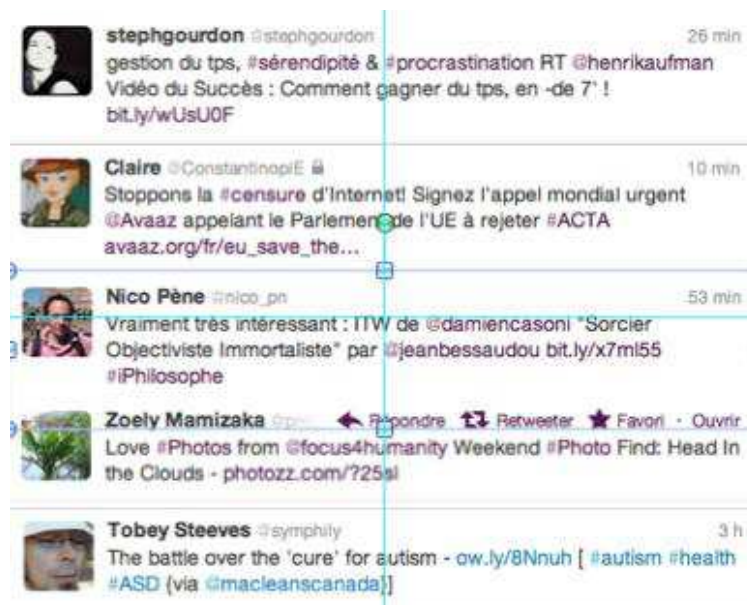 stephgourdon @stephgourdon 26 min
gestion du tps, #sérendipité & #procrastination RT @henrikaufman
Vidéo du Succès : Comment gagner du tps, en -de 7' !
bit.ly/wUsU0F
Claire @ConstantinoplE 10 min
Stoppons la #censure d'Internet! Signez l'appel mondial urgent
@Avaaz appelant le Parlement de l'UE à rejeter #ACTA
avaaz.org/fr/eu_save_the...
Nico Pène @nico_pn 53 min
Vraiment très intéressant : ITW de @damiencasoni "Sorcier
Objectiviste Immortaliste" par @jeanbessaudou bit.ly/x7ml55
#iPhilosophe
Zoely Mamizaka Répondre Retweeter Favori · Ouvrir
Love #Photos from @focus4humanity Weekend #Photo Find: Head In
the Clouds - photozz.com/?25sl
Tobey Steeves @symphily 3 h
The battle over the 'cure' for autism - ow.ly/8Nnuh [ #autism #health
#ASD {via @macleanscanada}]